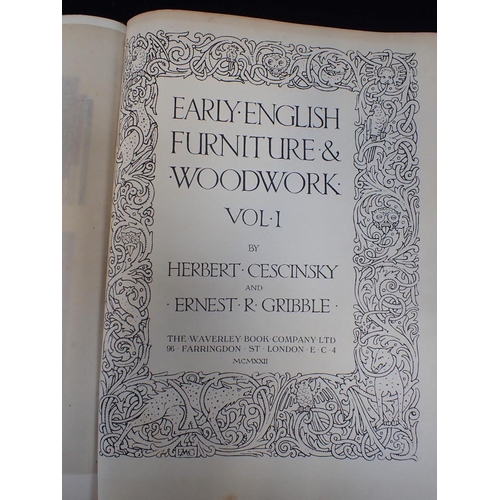 EARLY·ENGLISH
FURNITURE·&
·WOODWORK·
VOL·I
BY
HERBERT·CESCINSKY
AND
·ERNEST·R·GRIBBLE·
THE·WAVERLEY·BOOK·COMPANY·LTD
96·FARRINGDON·ST·LONDON·E·C·4
MCMXXII